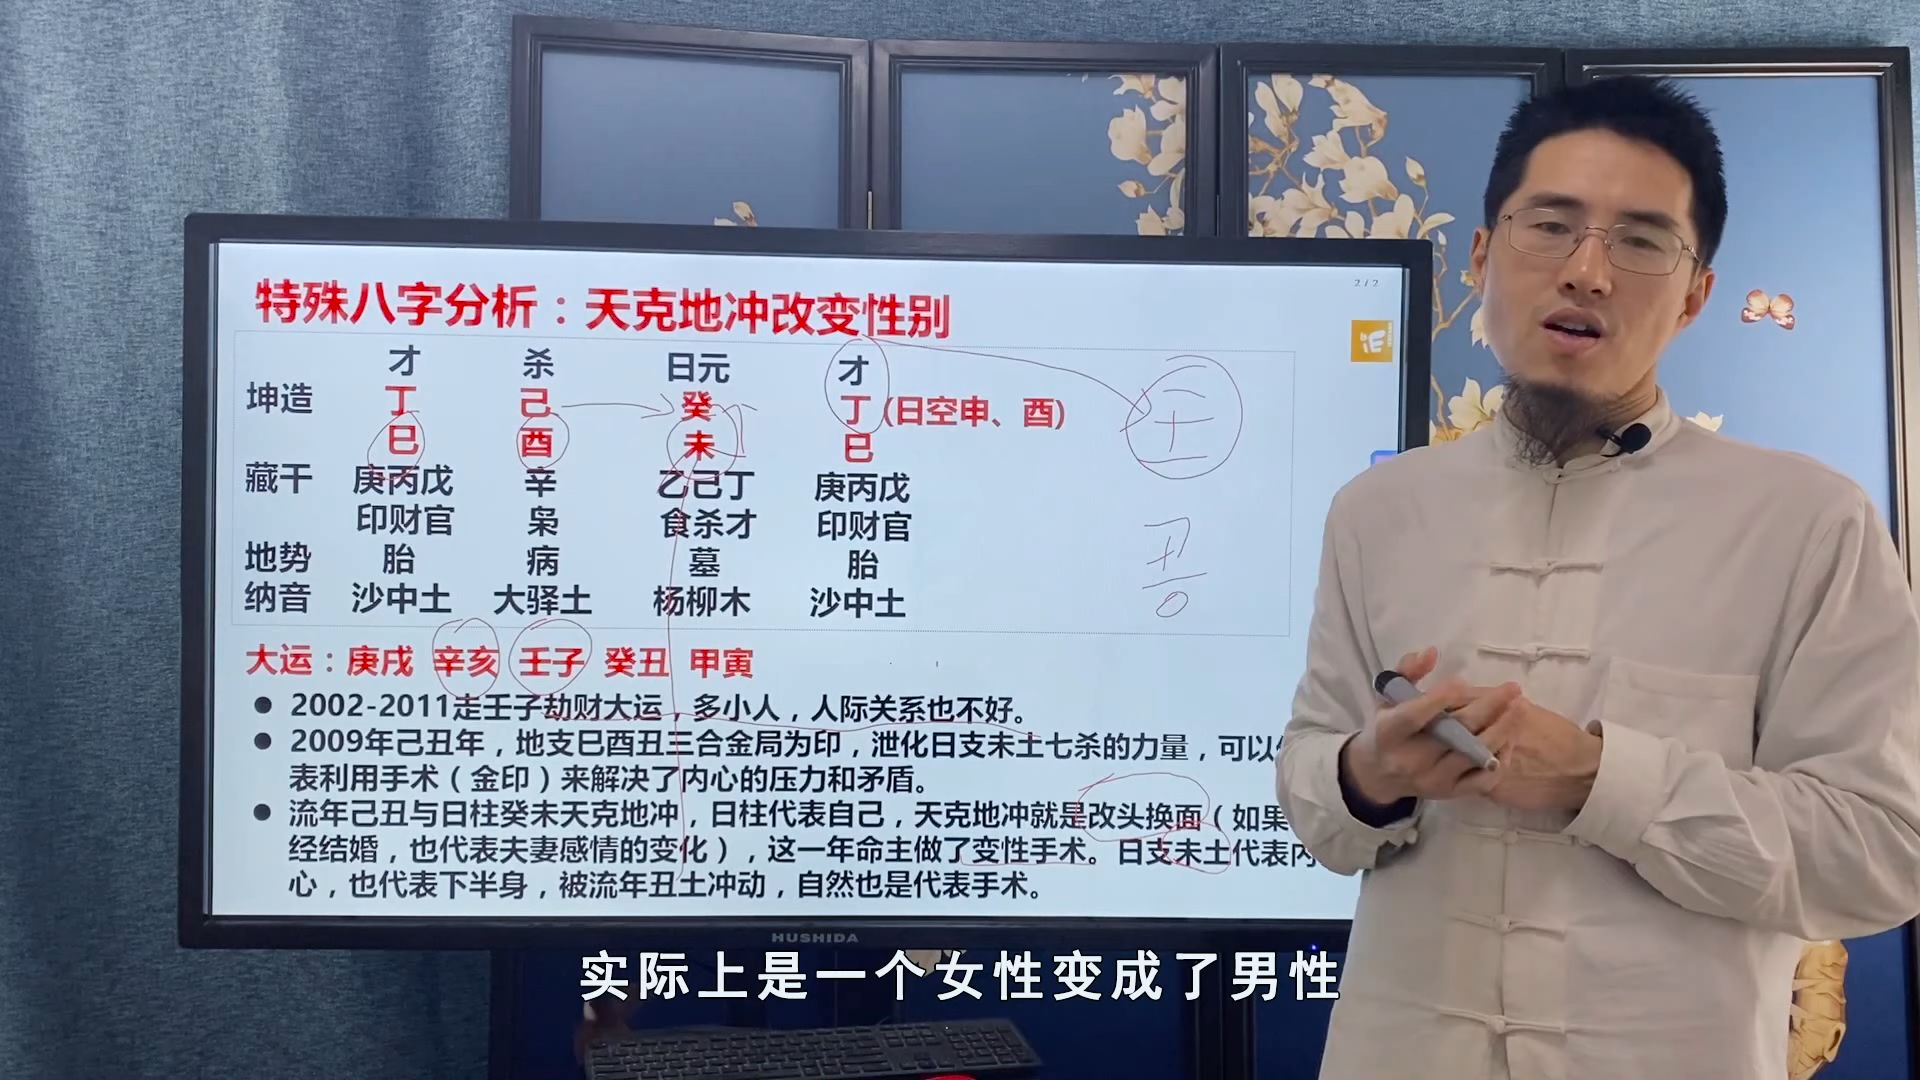 特殊八字分析：天克地冲改变性别
2/2
才 杀 日元 才
坤造 丁 己 癸 丁（日空申、酉）
巳 酉 未 巳
藏干 庚丙戊 辛 乙己丁 庚丙戊
印财官 枭 食杀才 印财官
地势 胎 病 墓 胎
纳音 沙中土 大驿土 杨柳木 沙中土
大运：庚戌 辛亥 壬子 癸丑 甲寅
● 2002-2011走壬子劫财大运，多小人，人际关系也不好。
● 2009年己丑年，地支巳酉丑三合金局为印，泄化日支未土七杀的力量，可以
表利用手术（金印）来解决了内心的压力和矛盾。
● 流年己丑与日柱癸未天克地冲，日柱代表自己，天克地冲就是改头换面（如果
经结婚，也代表夫妻感情的变化），这一年命主做了变性手术。日支未土代表内
心，也代表下半身，被流年丑土冲动，自然也是代表手术。
HUSHIDA
实际上是一个女性变成了男性